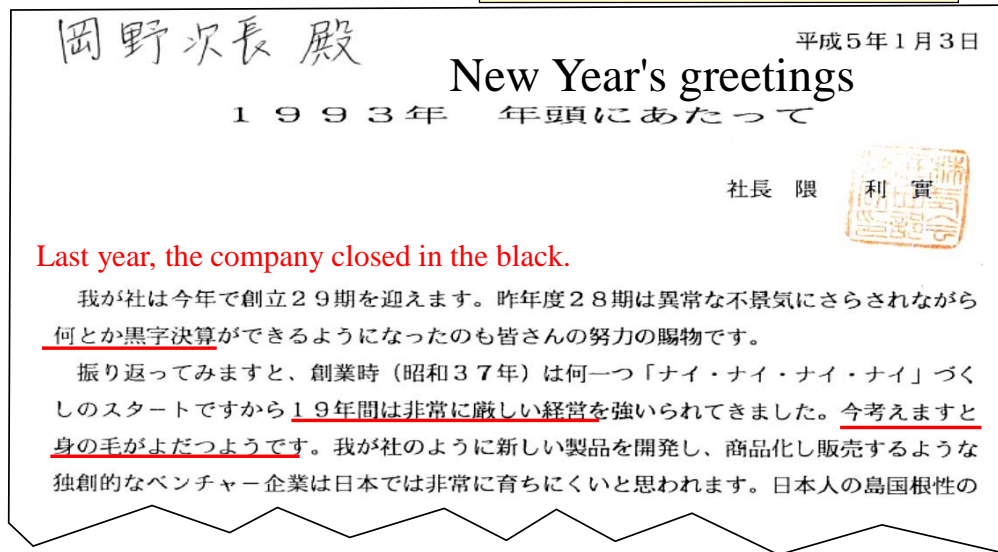 岡野次長 殿
平成５年１月３日
New Year's greetings
１９９３年　年頭にあたって
社長　隈　利　實
Last year, the company closed in the black.
我が社は今年で創立２９期を迎えます。昨年度２８期は異常な不景気にさらされながら
何とか黒字決算ができるようになったのも皆さんの努力の賜物です。
振り返ってみますと、創業時（昭和３７年）は何一つ「ナイ・ナイ・ナイ・ナイ」づく
しのスタートですから１９年間は非常に厳しい経営を強いられてきました。今考えますと
身の毛がよだつようです。我が社のように新しい製品を開発し、商品化し販売するような
独創的なベンチャー企業は日本では非常に育ちにくいと思われます。日本人の島国根性の